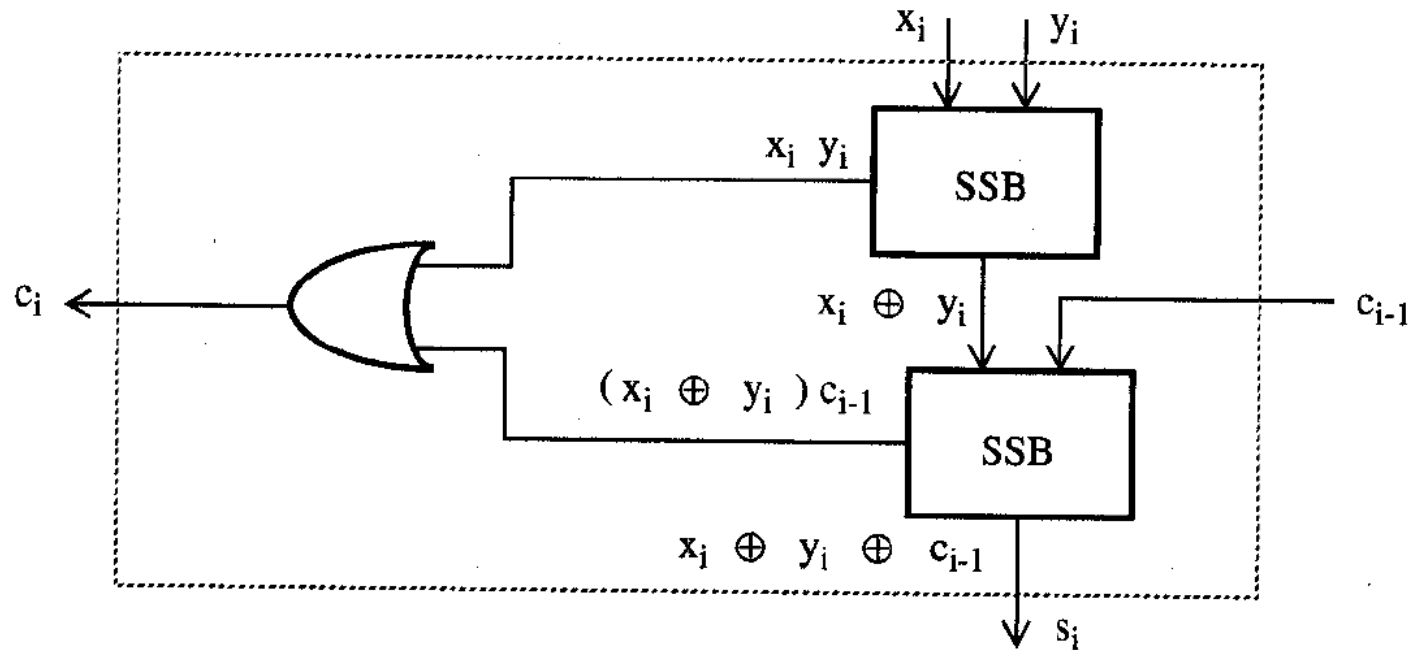 xᵢ yᵢ
SSB
xᵢ yᵢ
cᵢ
xᵢ ⊕ yᵢ
cᵢ₋₁
(xᵢ ⊕ yᵢ)cᵢ₋₁
SSB
xᵢ ⊕ yᵢ ⊕ cᵢ₋₁
sᵢ